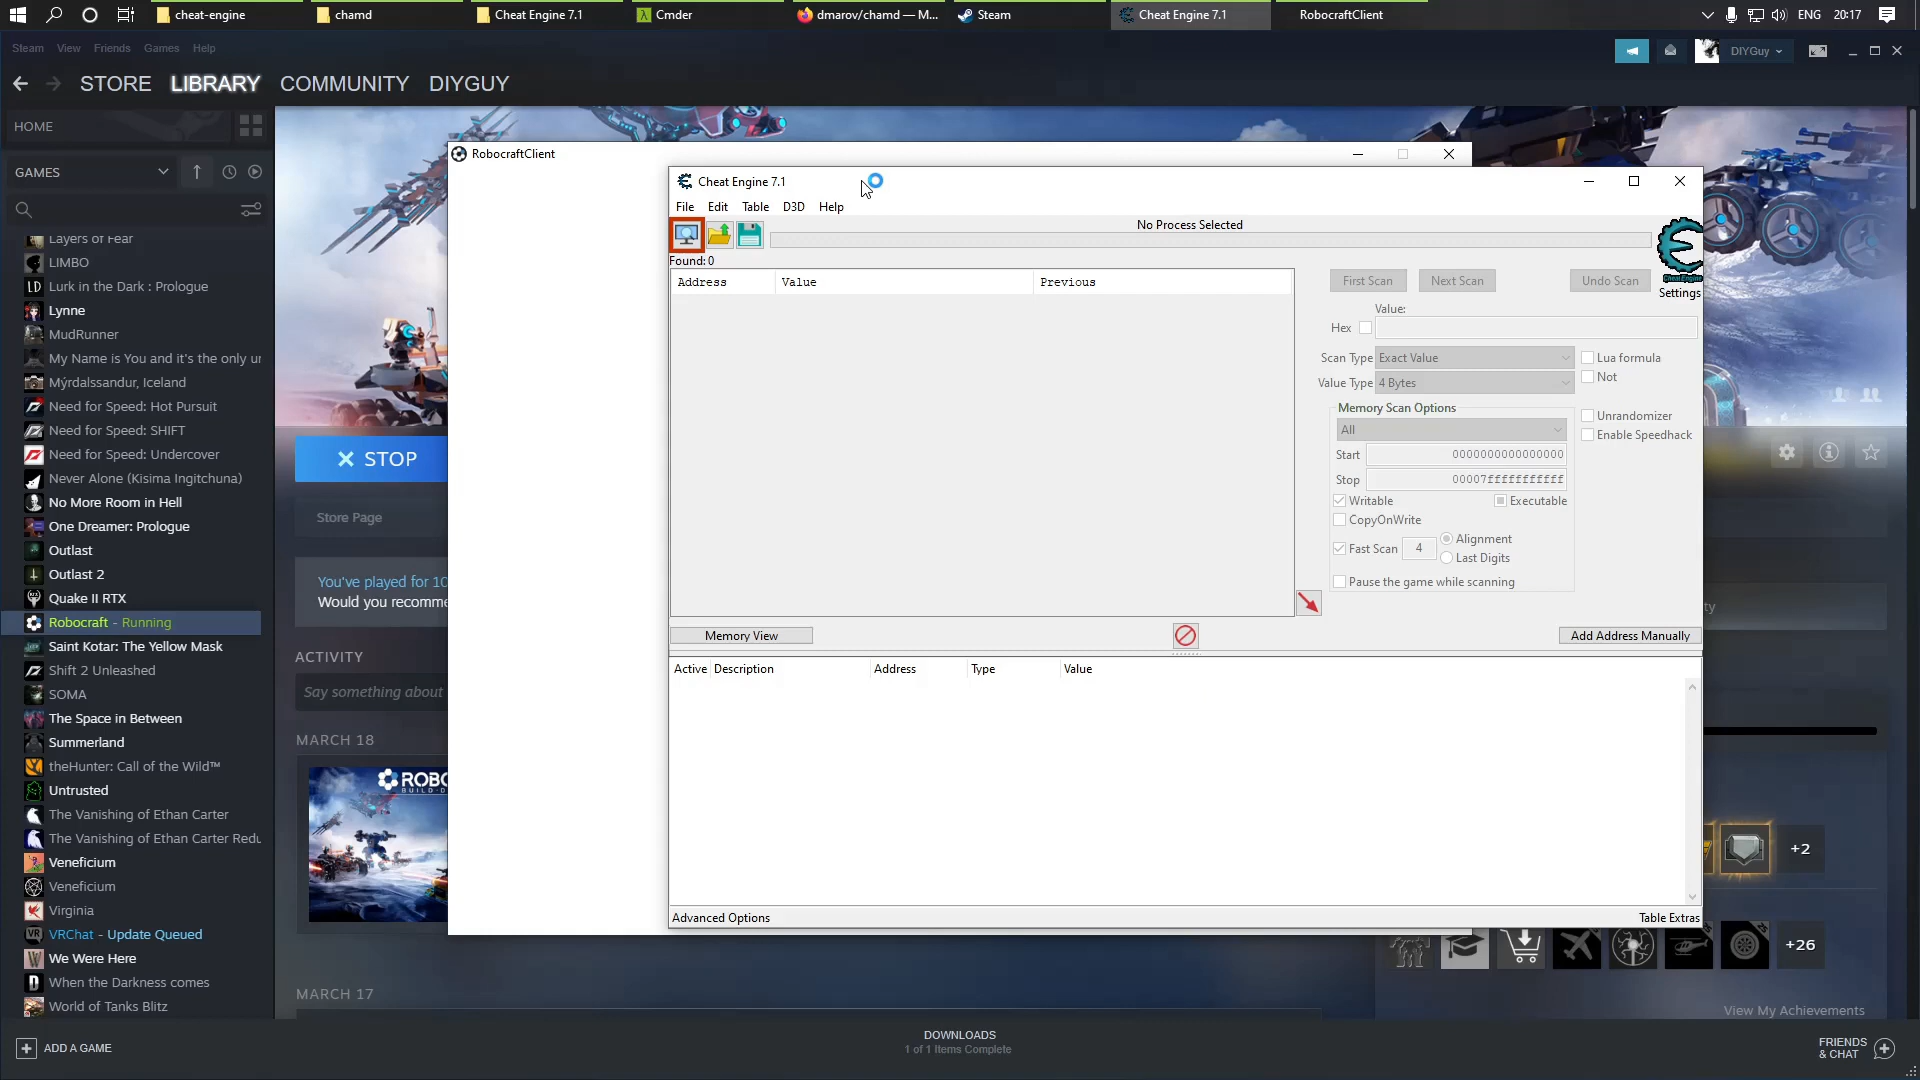 cheat-engine
chamd
Cheat Engine 7.1
Cmder
dmarov/chamd — M...
Steam
Cheat Engine 7.1
RobocraftClient
ENG
20:17
Steam
View
Friends
Games
Help
DIYGuy
STORE
LIBRARY
COMMUNITY
DIYGUY
HOME
GAMES
Layers of Fear
LIMBO
Lurk in the Dark : Prologue
Lynne
MudRunner
My Name is You and it's the only
Mýrdalssandur, Iceland
Need for Speed: Hot Pursuit
Need for Speed: SHIFT
Need for Speed: Undercover
Never Alone (Kisima Ingitchuna)
No More Room in Hell
One Dreamer: Prologue
Outlast
Outlast 2
Quake II RTX
Robocraft - Running
Saint Kotar: The Yellow Mask
Shift 2 Unleashed
SOMA
The Space in Between
Summerland
theHunter: Call of the Wild™
Untrusted
The Vanishing of Ethan Carter
The Vanishing of Ethan Carter Redu
Veneficium
Veneficium
Virginia
VRChat - Update Queued
We Were Here
When the Darkness comes
World of Tanks Blitz
+ ADD A GAME
X STOP
Store Page
You've played for 10
Would you recomme
ACTIVITY
Say something about
MARCH 18
ROBO
BUILD·D
MARCH 17
RobocraftClient
Cheat Engine 7.1
File
Edit
Table
D3D
Help
No Process Selected
Found: 0
Address
Value
Previous
First Scan
Next Scan
Undo Scan
Cheat Engine
Settings
Value:
Hex
Scan Type
Exact Value
Lua formula
Value Type
4 Bytes
Not
Memory Scan Options
All
Unrandomizer
Enable Speedhack
Start
0000000000000000
Stop
00007fffffffffff
Writable
Executable
CopyOnWrite
Fast Scan
4
Alignment
Last Digits
Pause the game while scanning
Memory View
Add Address Manually
Active
Description
Address
Type
Value
Advanced Options
Table Extras
ty
+2
+26
View My Achievements
DOWNLOADS
1 of 1 Items Complete
FRIENDS
& CHAT